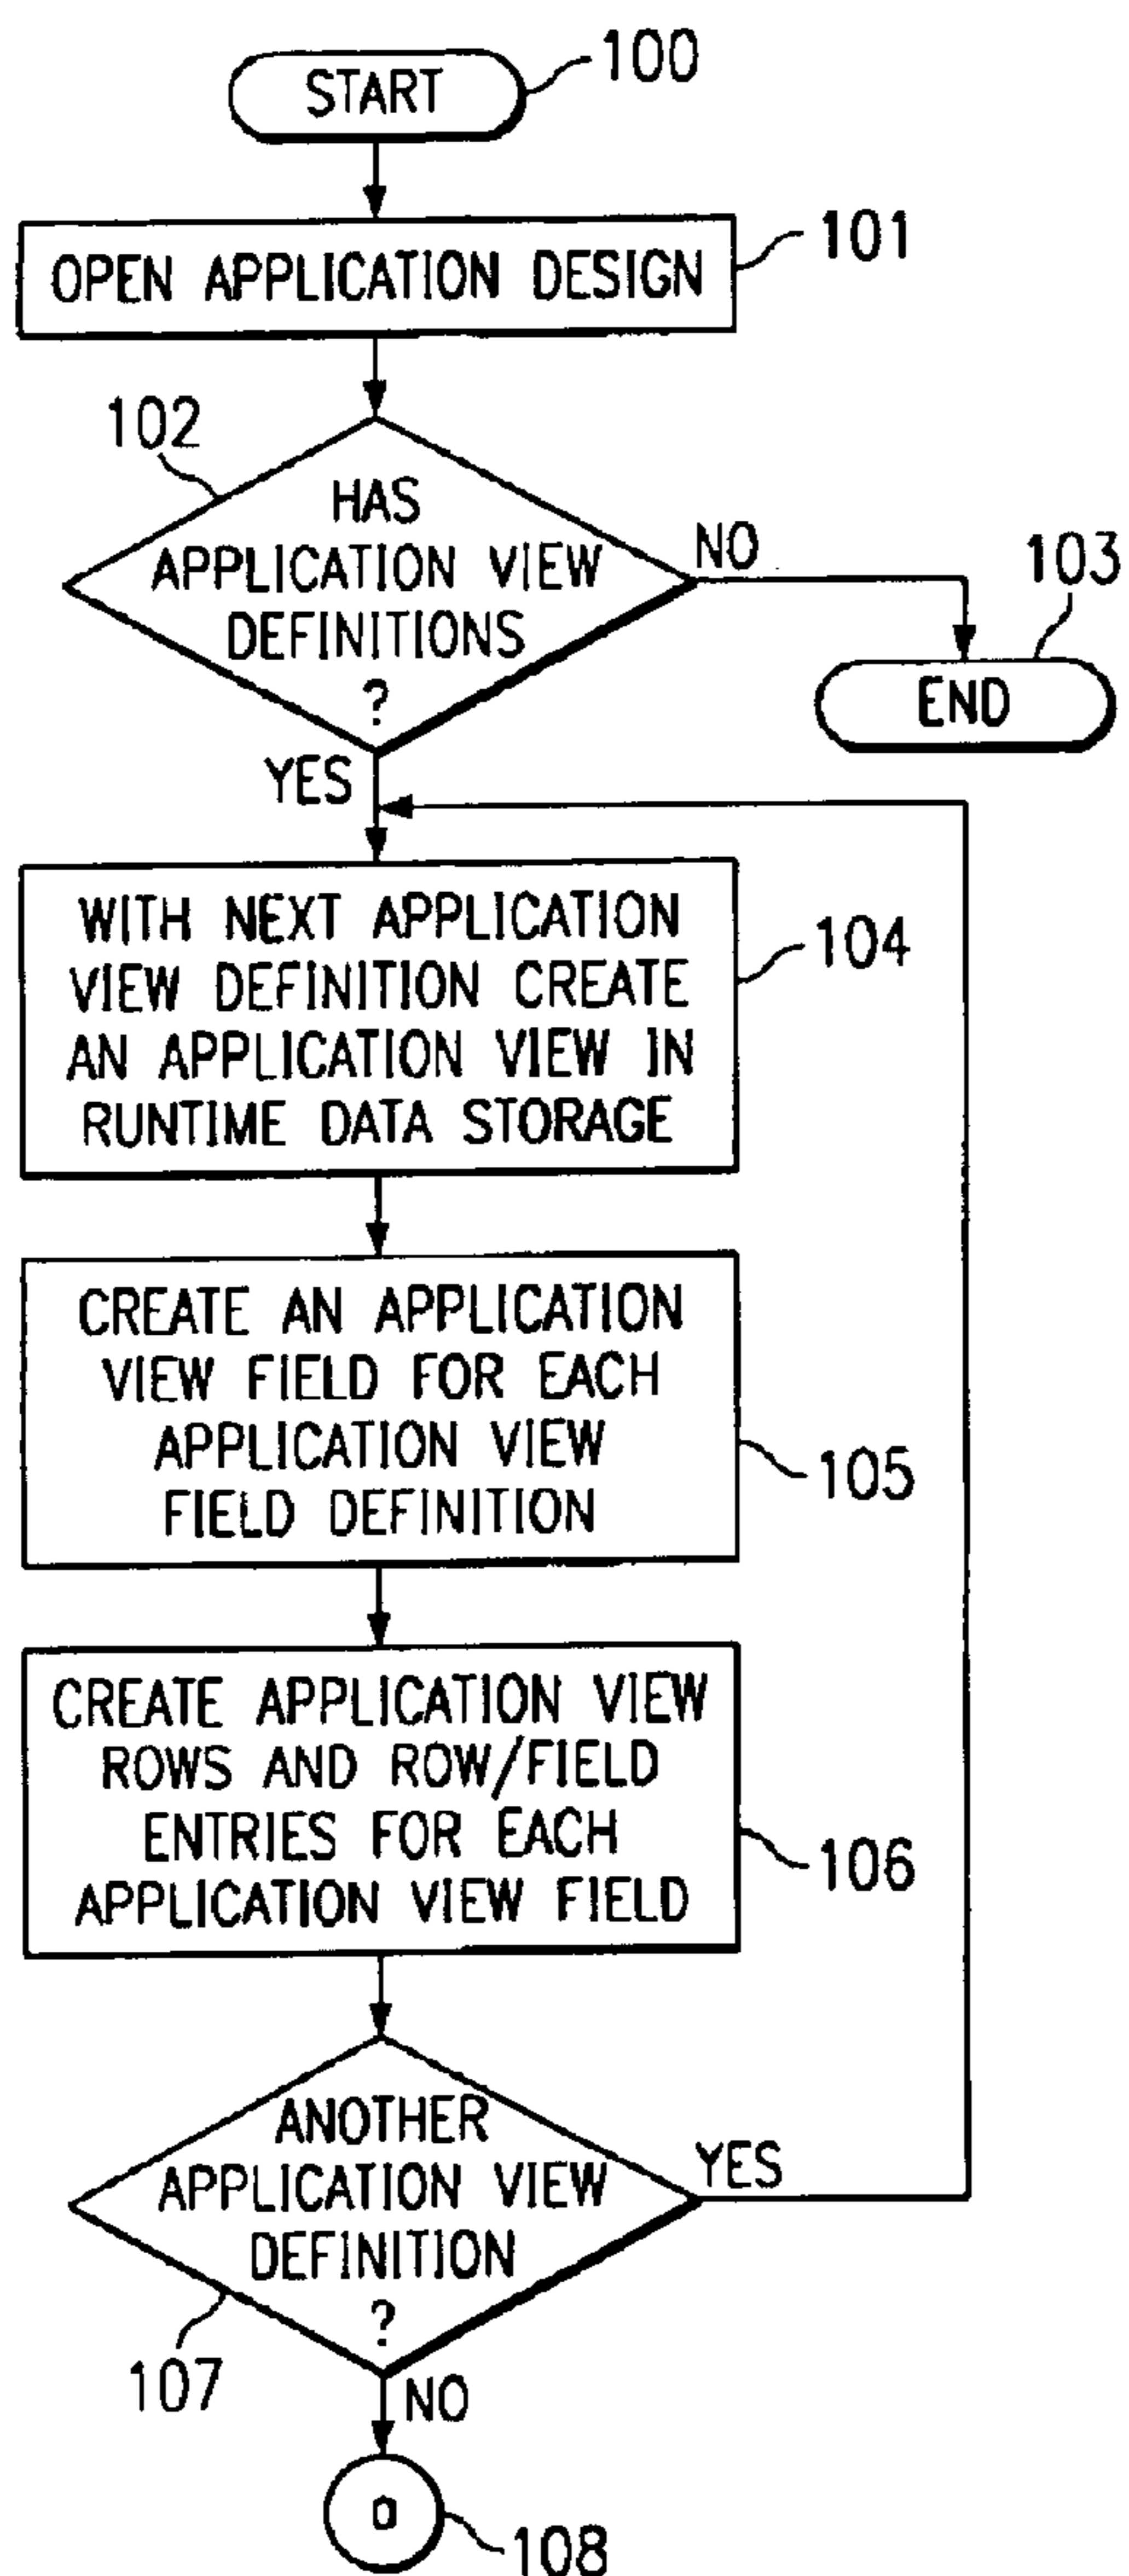 START
100
OPEN APPLICATION DESIGN
101
102
HAS
APPLICATION VIEW
DEFINITIONS
?
NO
103
END
YES
WITH NEXT APPLICATION
VIEW DEFINITION CREATE
AN APPLICATION VIEW IN
RUNTIME DATA STORAGE
104
CREATE AN APPLICATION
VIEW FIELD FOR EACH
APPLICATION VIEW
FIELD DEFINITION
105
CREATE APPLICATION VIEW
ROWS AND ROW/FIELD
ENTRIES FOR EACH
APPLICATION VIEW FIELD
106
ANOTHER
APPLICATION VIEW
DEFINITION
?
YES
107
NO
108